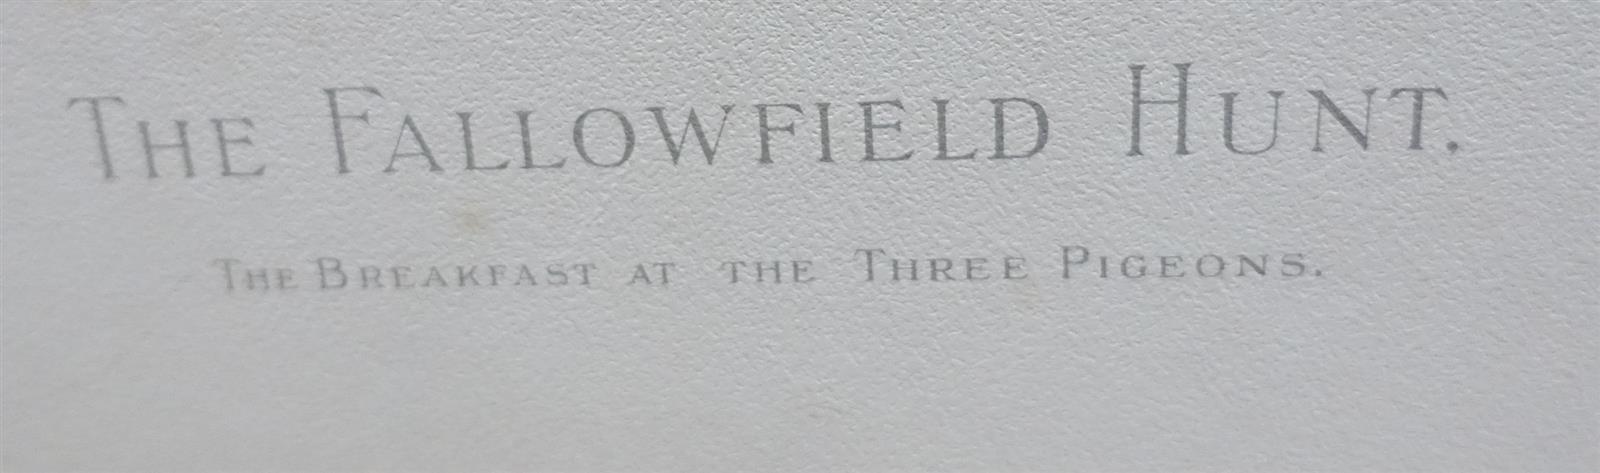 THE FALLOWFIELD HUNT.
THE BREAKFAST AT THE THREE PIGEONS.